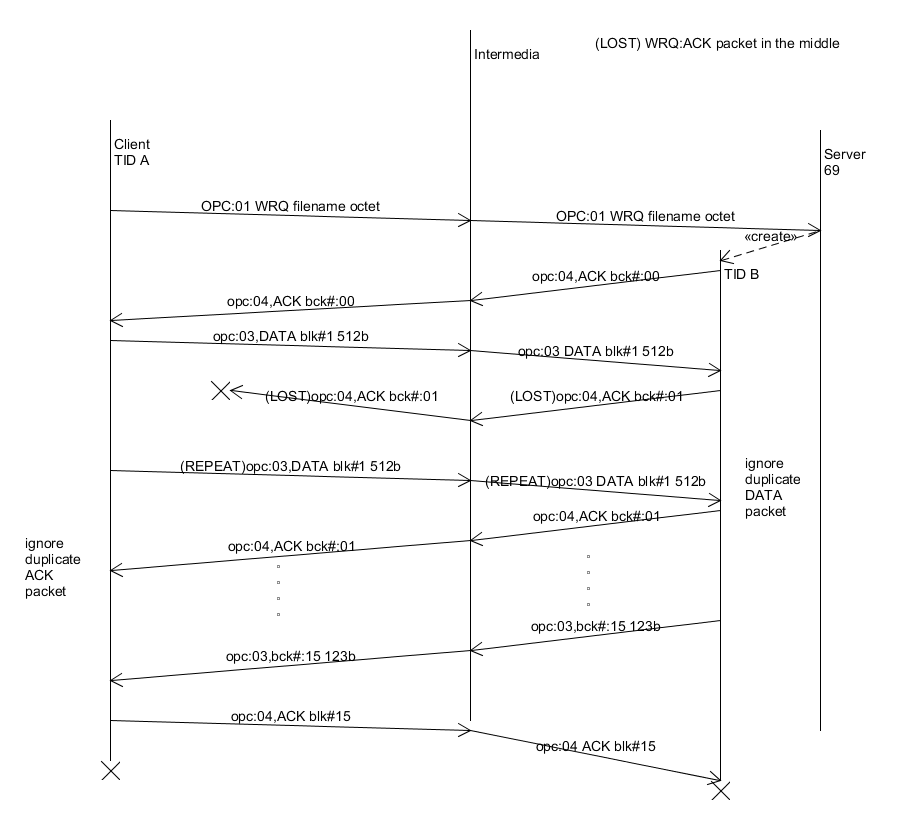 (LOST) WRQ:ACK packet in the middle
Intermedia
Client
TID A
Server
69
OPC:01 WRQ filename octet
OPC:01 WRQ filename octet
«create»
TID B
opc:04,ACK bck#:00
opc:04,ACK bck#:00
opc:03,DATA blk#1 512b
opc:03 DATA blk#1 512b
(LOST)opc:04,ACK bck#:01
(LOST)opc:04,ACK bck#:01
(REPEAT)opc:03,DATA blk#1 512b
(REPEAT)opc:03 DATA blk#1 512b
ignore
duplicate
DATA
packet
opc:04,ACK bck#:01
opc:04,ACK bck#:01
ignore
duplicate
ACK
packet
opc:03,bck#:15 123b
opc:03,bck#:15 123b
opc:04,ACK blk#15
opc:04 ACK blk#15